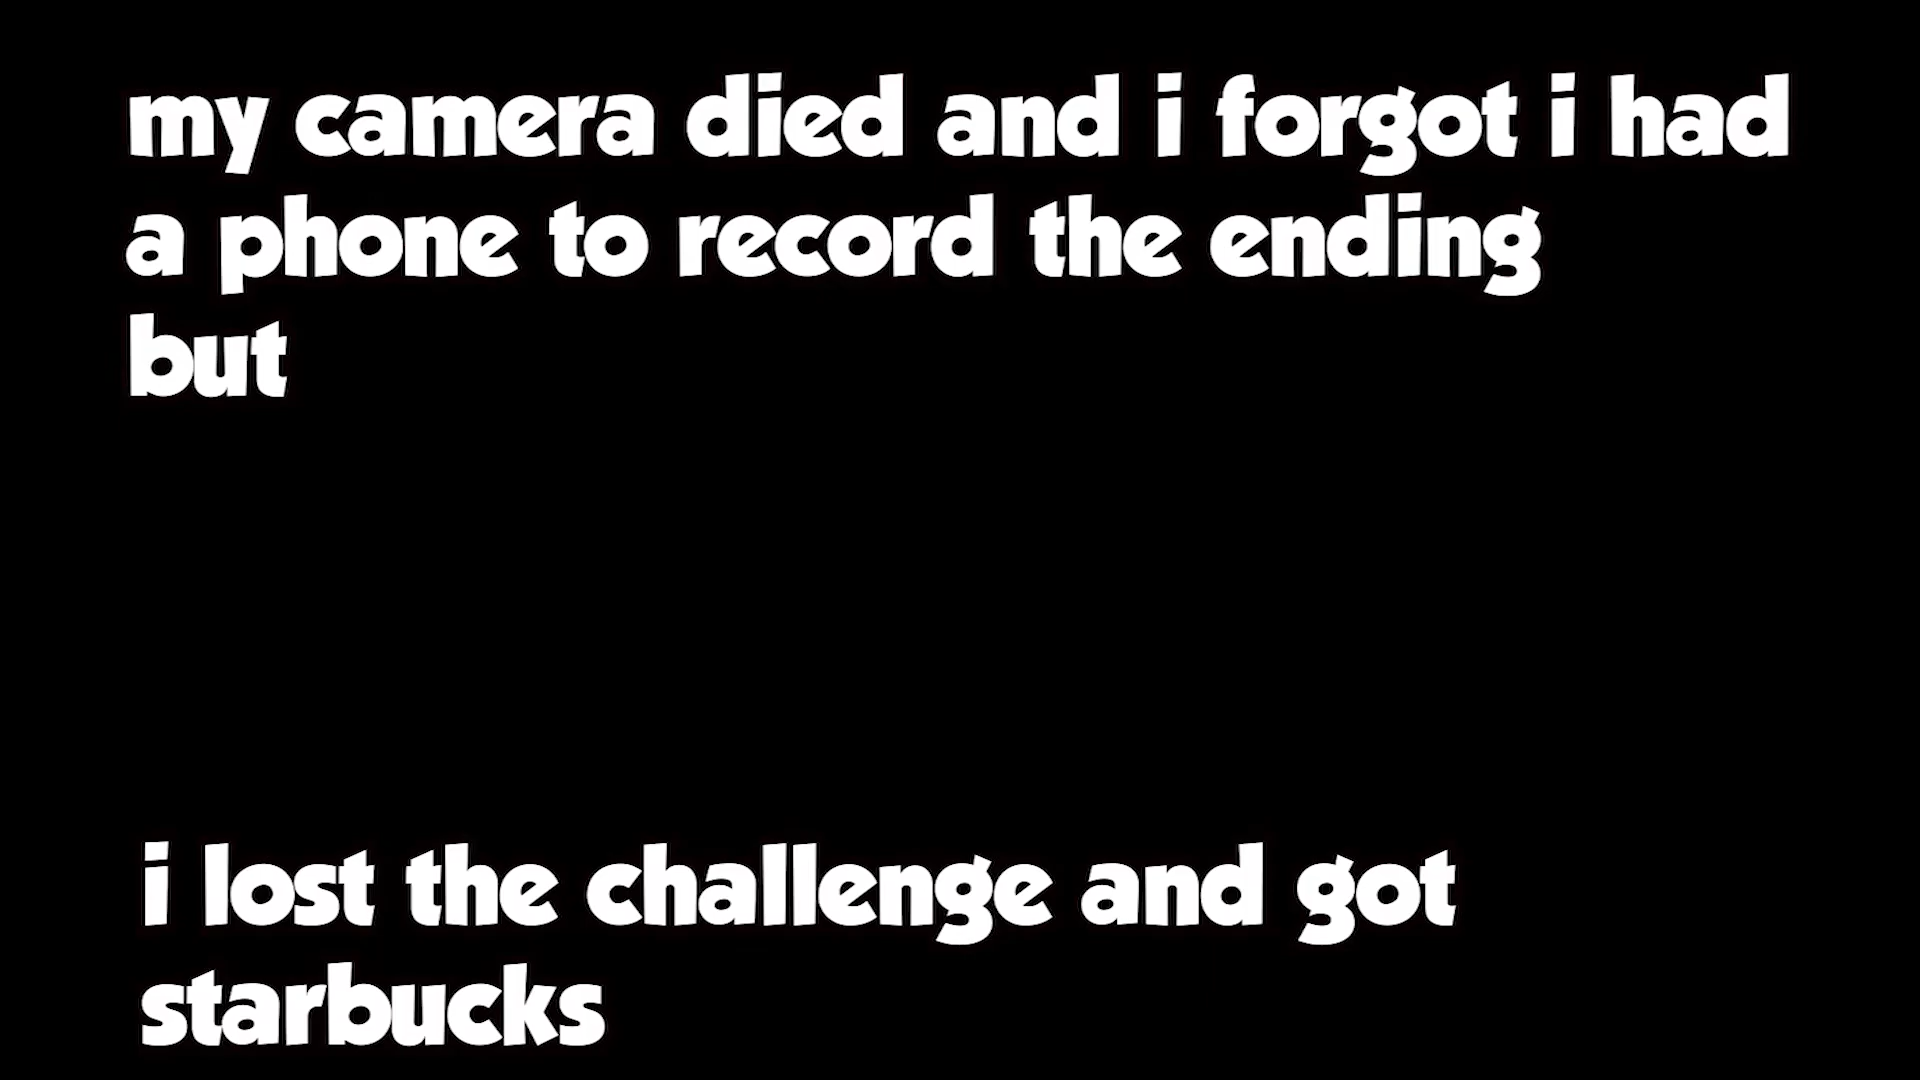 my camera died and i forgot i had
a phone to record the ending
but
i lost the challenge and got
starbucks